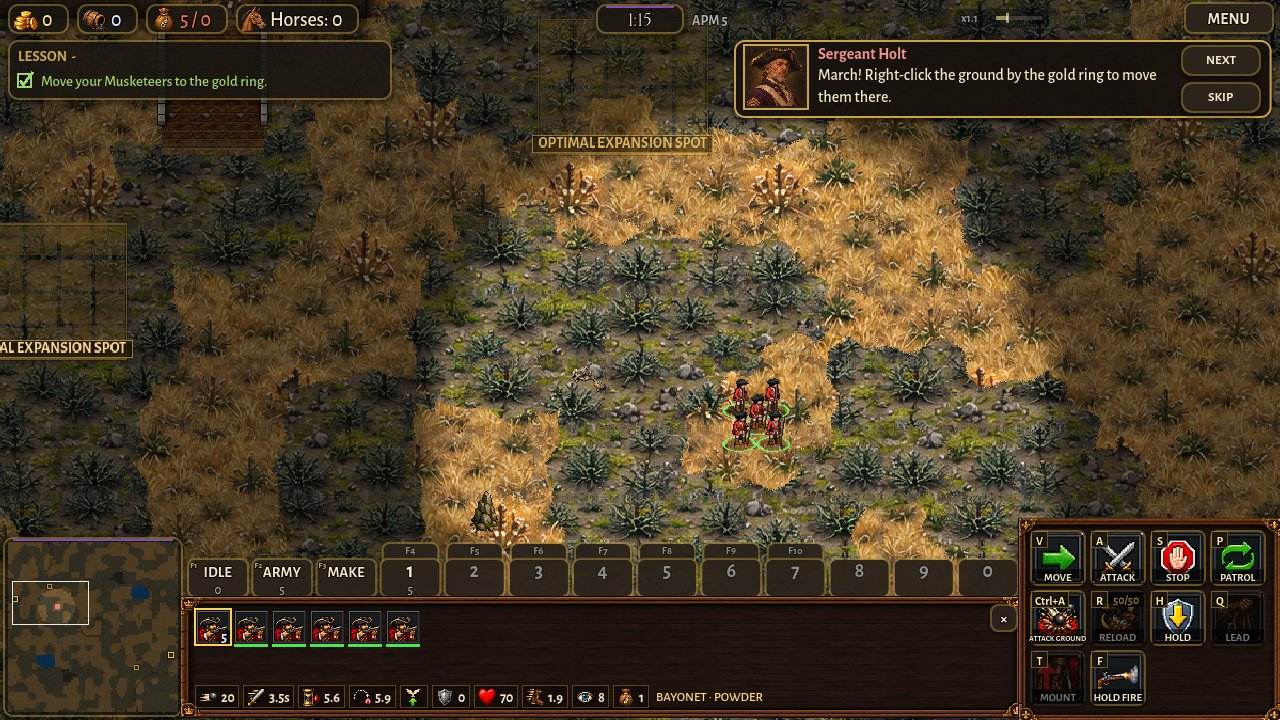 0
0
5 / 0
Horses: 0
1:15
APM 5
x1.1
MENU
LESSON -
Move your Musketeers to the gold ring.
Sergeant Holt
March! Right-click the ground by the gold ring to move
them there.
NEXT
SKIP
OPTIMAL EXPANSION SPOT
AL EXPANSION SPOT
F4 F5 F6 F7 F8 F9 F10
F1 IDLE F2 ARMY F3 MAKE 1 2 3 4 5 6 7 8 9 0
0 5 5
5
×
20 3.5s 5.6 5.9 0 70 1.9 8 1 BAYONET · POWDER
V MOVE
A ATTACK
S STOP
P PATROL
Ctrl+A ATTACK GROUND
R 50/50 RELOAD
H HOLD
Q LEAD
T MOUNT
F HOLD FIRE